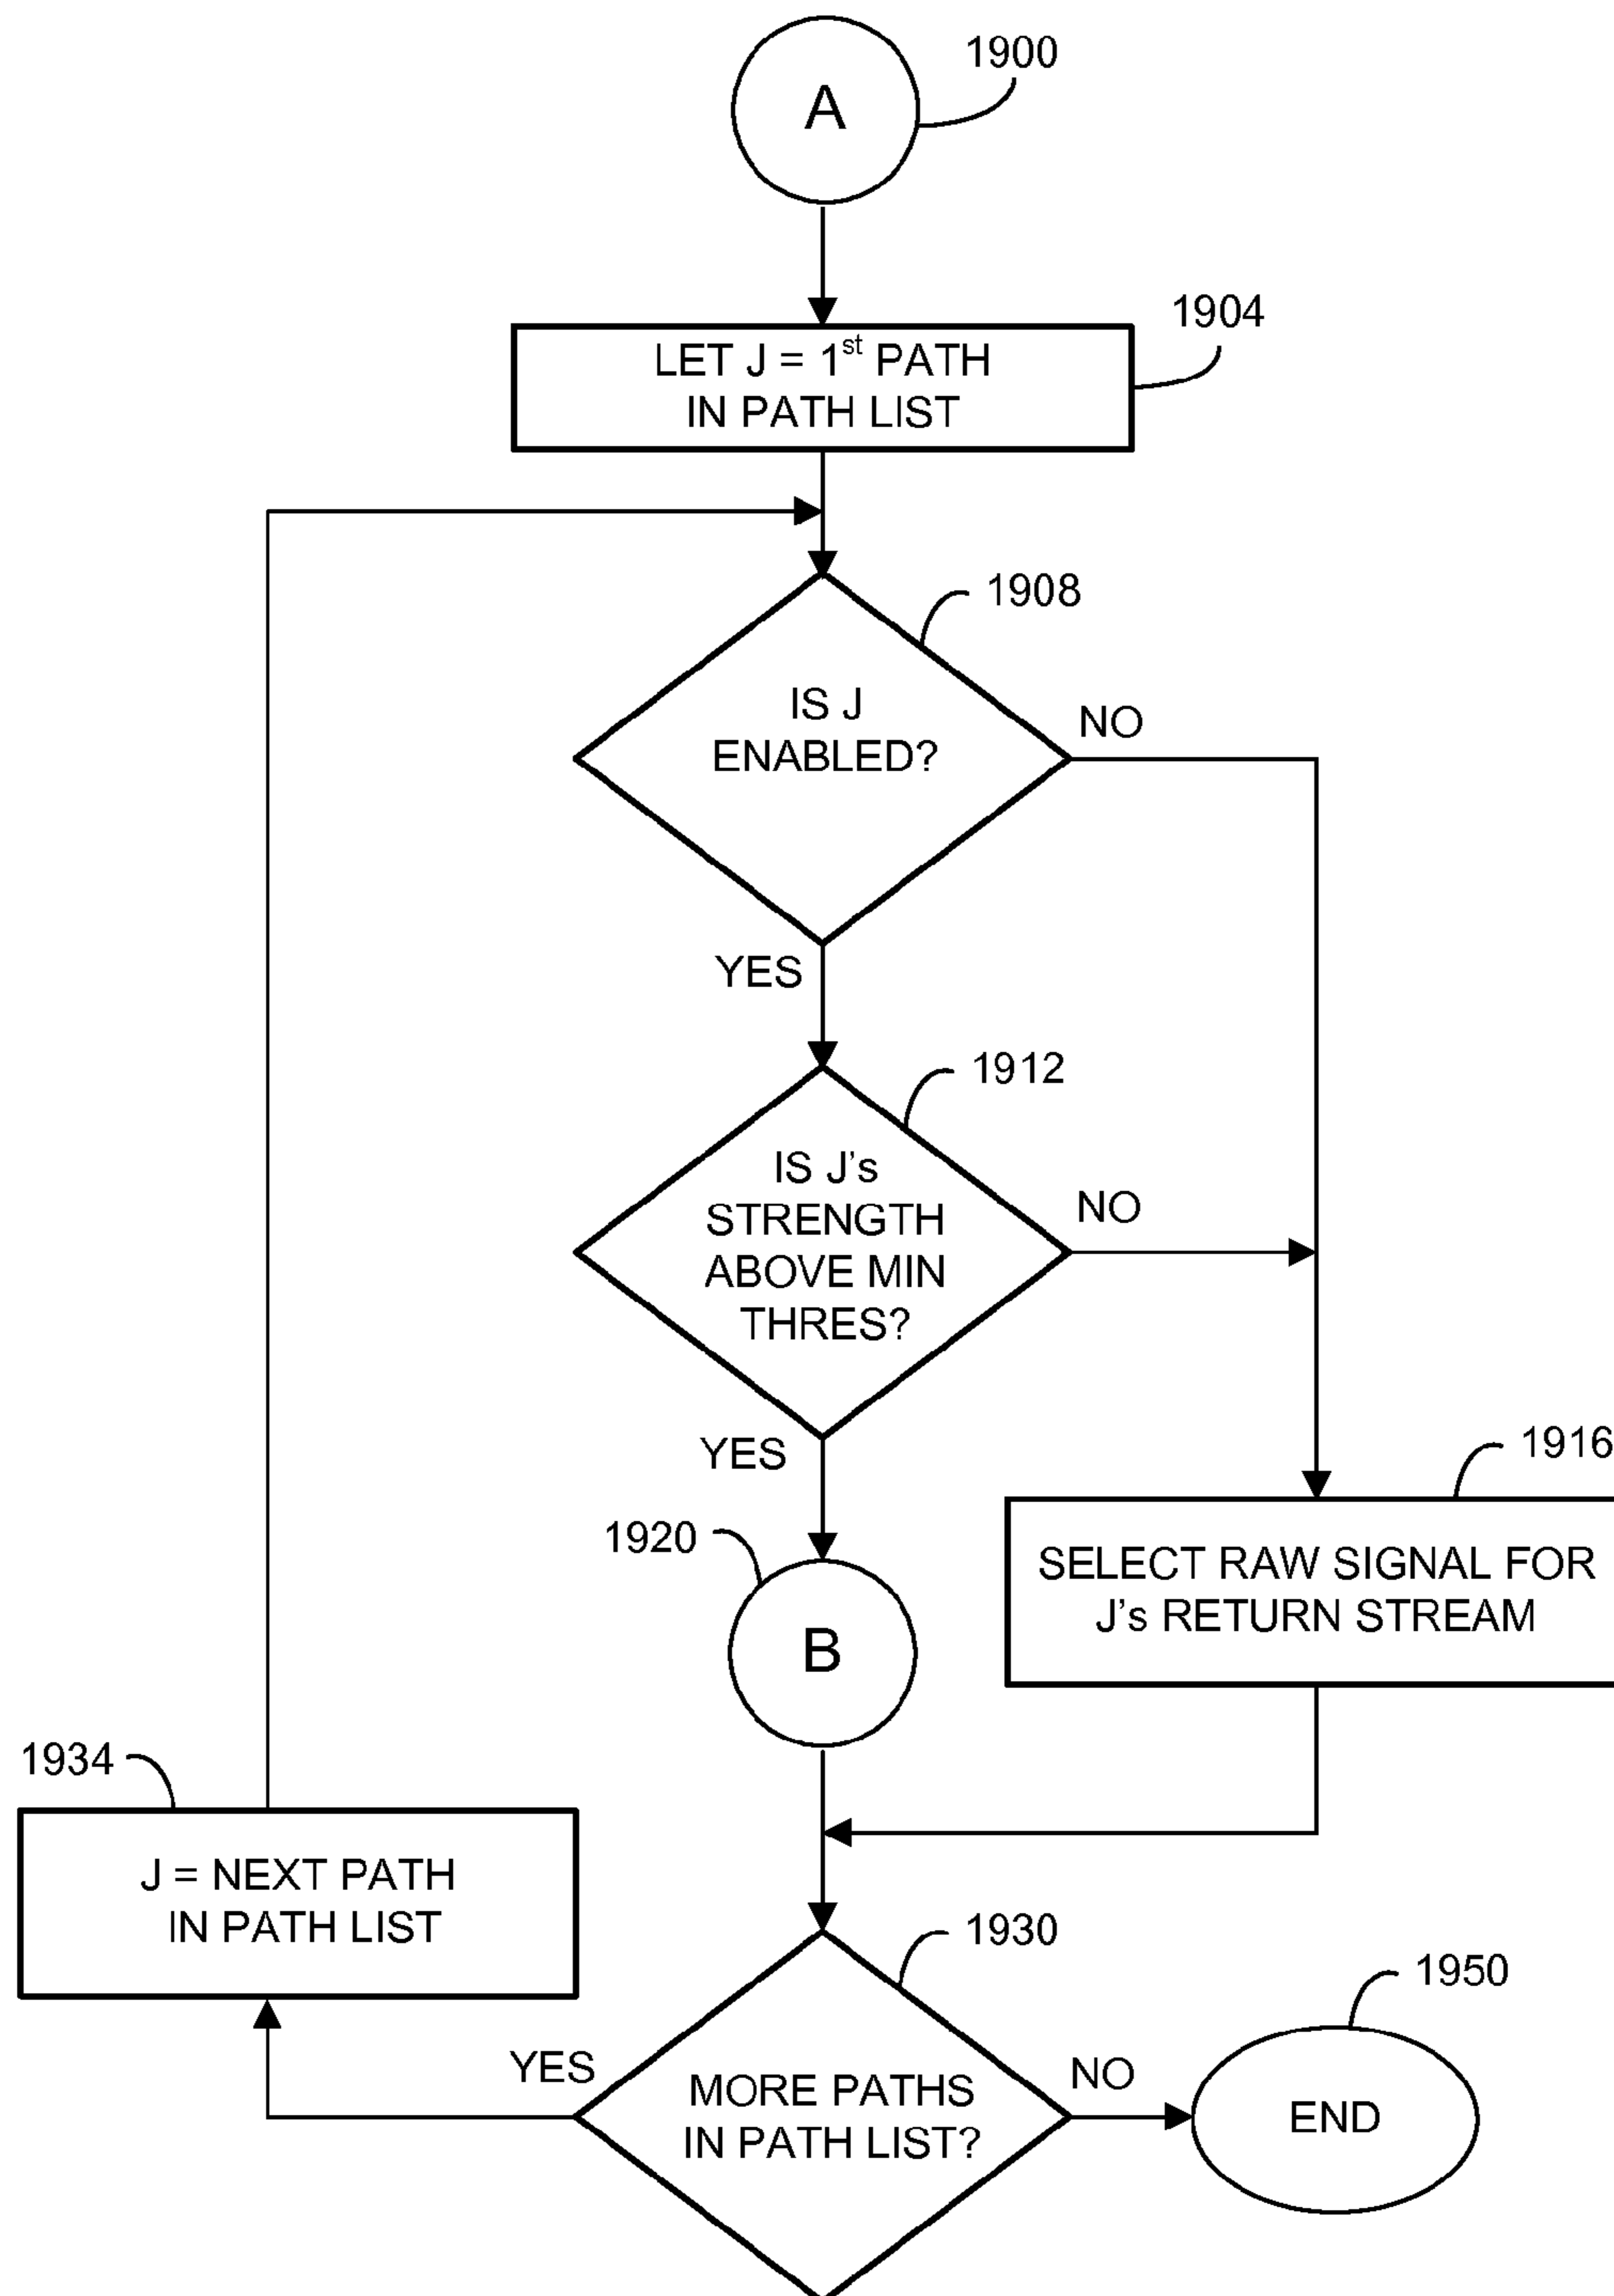 A
1900
1904
LET J = 1st PATH
IN PATH LIST
1908
IS J
ENABLED?
NO
YES
1912
IS J's
STRENGTH
ABOVE MIN
THRES?
NO
YES
1916
SELECT RAW SIGNAL FOR
J's RETURN STREAM
1920
B
1934
J = NEXT PATH
IN PATH LIST
1930
MORE PATHS
IN PATH LIST?
YES
NO
1950
END